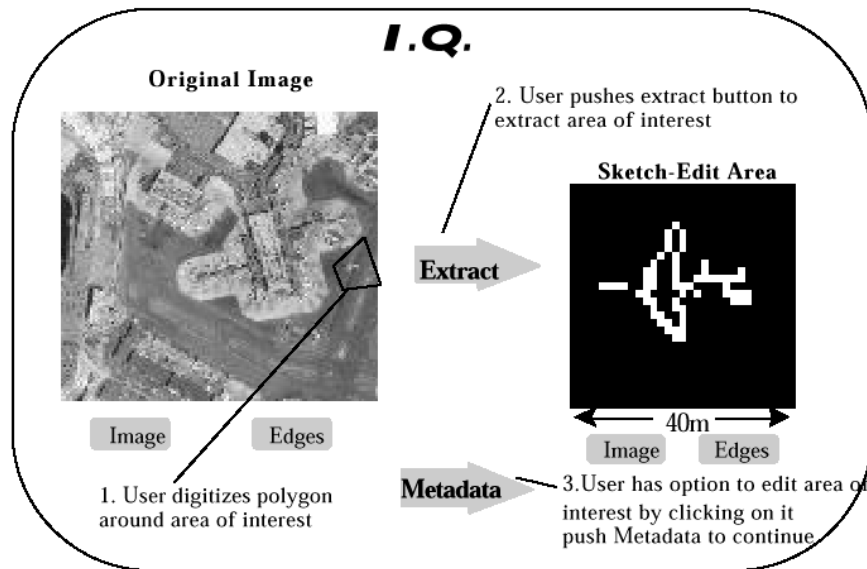 I.Q.
Original Image
2. User pushes extract button to
extract area of interest
Sketch-Edit Area
Extract
40m
Image
Edges
Image
Edges
Metadata
1. User digitizes polygon
around area of interest
3.User has option to edit area of
interest by clicking on it
push Metadata to continue